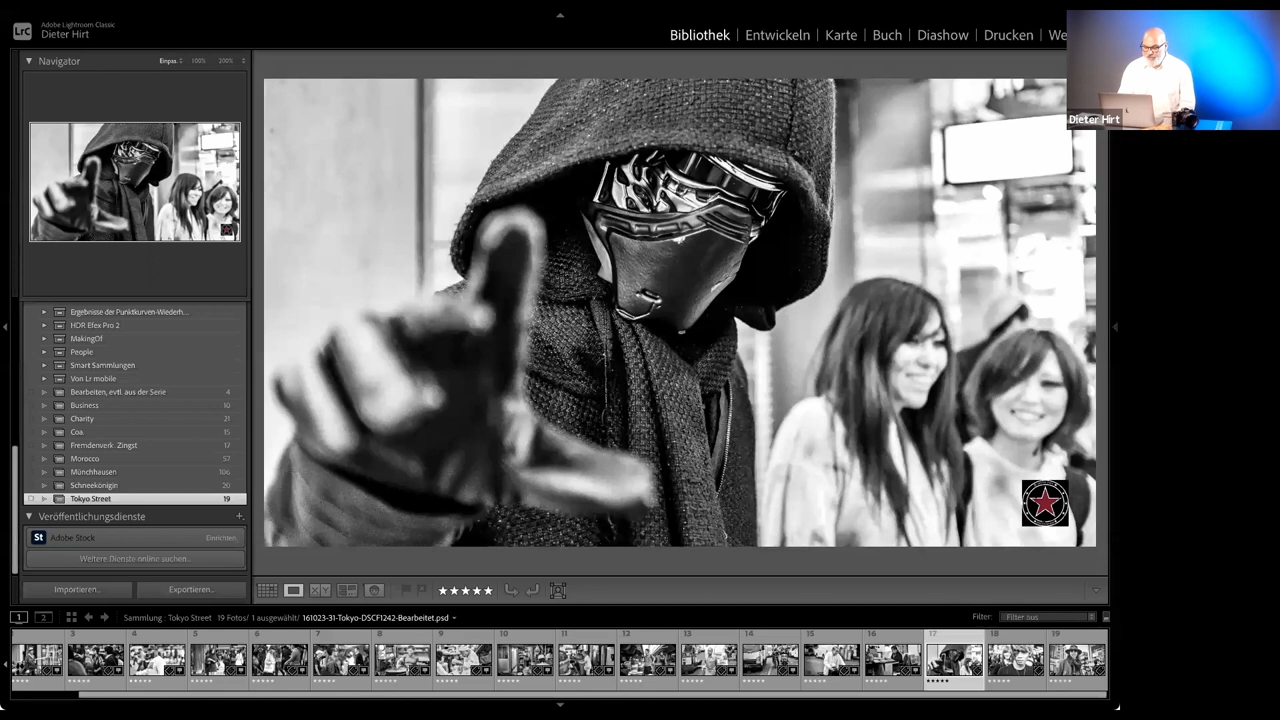 LrC
Adobe Lightroom Classic
Dieter Hirt
Bibliothek | Entwickeln | Karte | Buch | Diashow | Drucken | We
Dieter Hirt
Navigator
Einpas. 100% 200%
Ergebnisse der Punktkurven-Wiederh...
HDR Efex Pro 2
MakingOf
People
Smart Sammlungen
Von Lr mobile
Bearbeiten, evtl. aus der Serie 4
Business 10
Charity 21
Coa. 15
Fremdenverk. Zingst 17
Morocco 57
Münchhausen 106
Schneekönigin 20
Tokyo Street 19
Veröffentlichungsdienste
St Adobe Stock Einrichten
Weitere Dienste online suchen...
Importieren... Exportieren...
XY
1 2 Sammlung : Tokyo Street 19 Fotos/ 1 ausgewählt/ 161023-31-Tokyo-DSCF1242-Bearbeitet.psd Filter: Filter aus
3 4 5 6 7 8 9 10 11 12 13 14 15 16 17 18 19